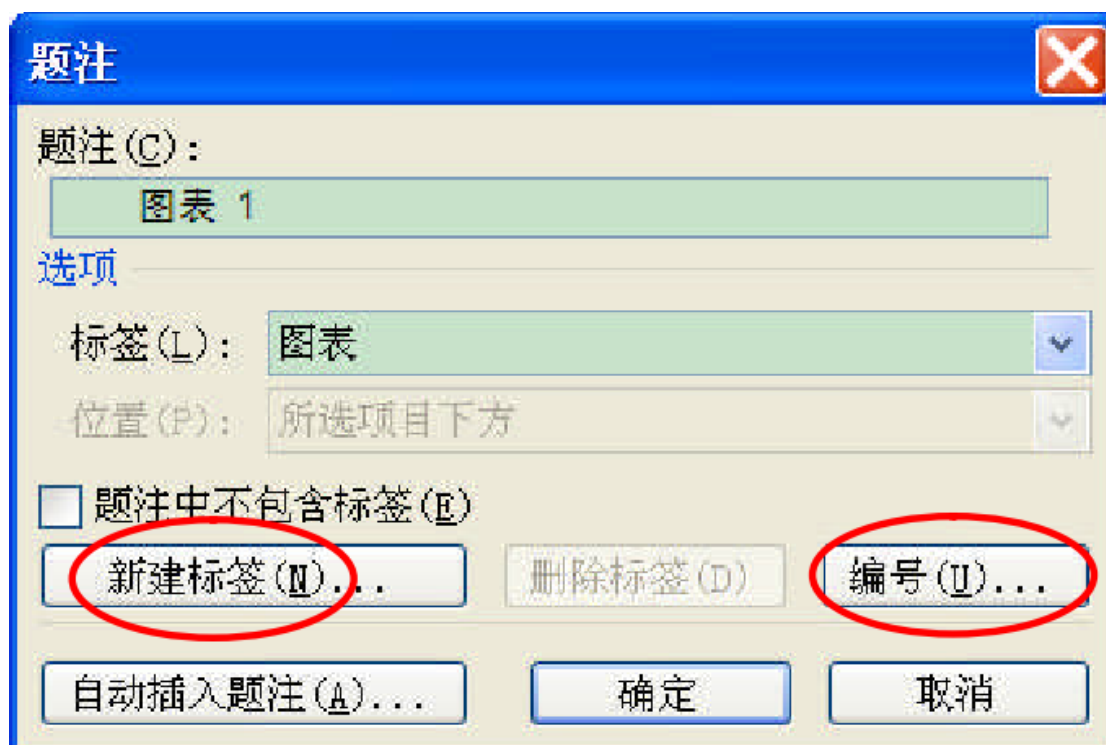 题注
题注(C):
图表 1
选项
标签(L): 图表
位置(P): 所选项目下方
题注中不包含标签(E)
新建标签(N)... 删除标签(D) 编号(U)...
自动插入题注(A)... 确定 取消